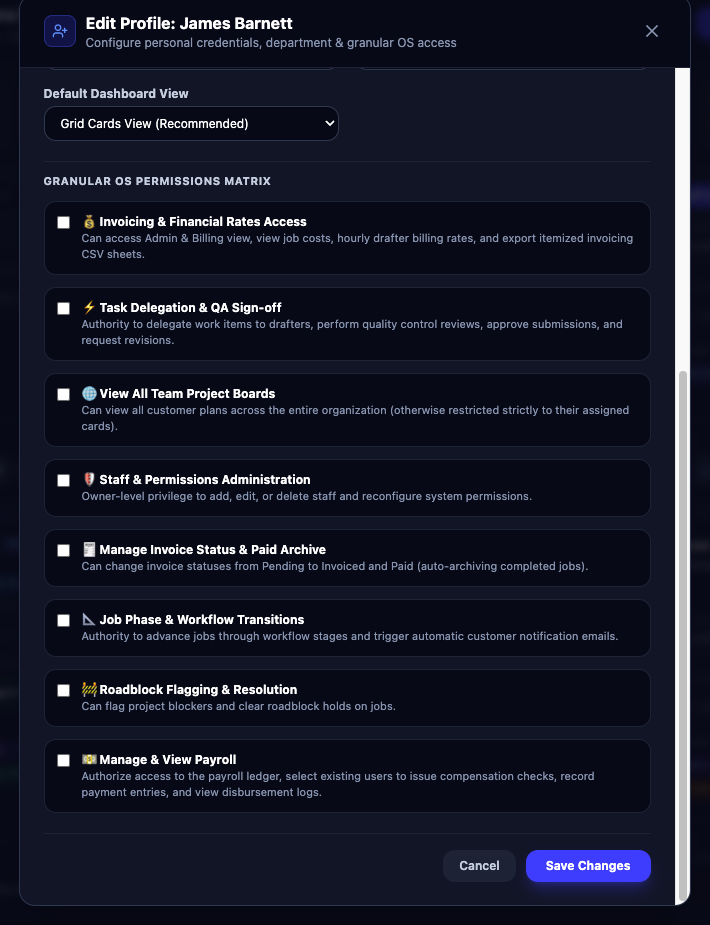 Edit Profile: James Barnett
Configure personal credentials, department & granular OS access
Default Dashboard View
Grid Cards View (Recommended)
GRANULAR OS PERMISSIONS MATRIX
💰 Invoicing & Financial Rates Access
Can access Admin & Billing view, view job costs, hourly drafter billing rates, and export itemized invoicing
CSV sheets.
⚡ Task Delegation & QA Sign-off
Authority to delegate work items to drafters, perform quality control reviews, approve submissions, and
request revisions.
🌐 View All Team Project Boards
Can view all customer plans across the entire organization (otherwise restricted strictly to their assigned
cards).
🛡️ Staff & Permissions Administration
Owner-level privilege to add, edit, or delete staff and reconfigure system permissions.
🧾 Manage Invoice Status & Paid Archive
Can change invoice statuses from Pending to Invoiced and Paid (auto-archiving completed jobs).
📐 Job Phase & Workflow Transitions
Authority to advance jobs through workflow stages and trigger automatic customer notification emails.
🚧 Roadblock Flagging & Resolution
Can flag project blockers and clear roadblock holds on jobs.
💵 Manage & View Payroll
Authorize access to the payroll ledger, select existing users to issue compensation checks, record
payment entries, and view disbursement logs.
Cancel
Save Changes